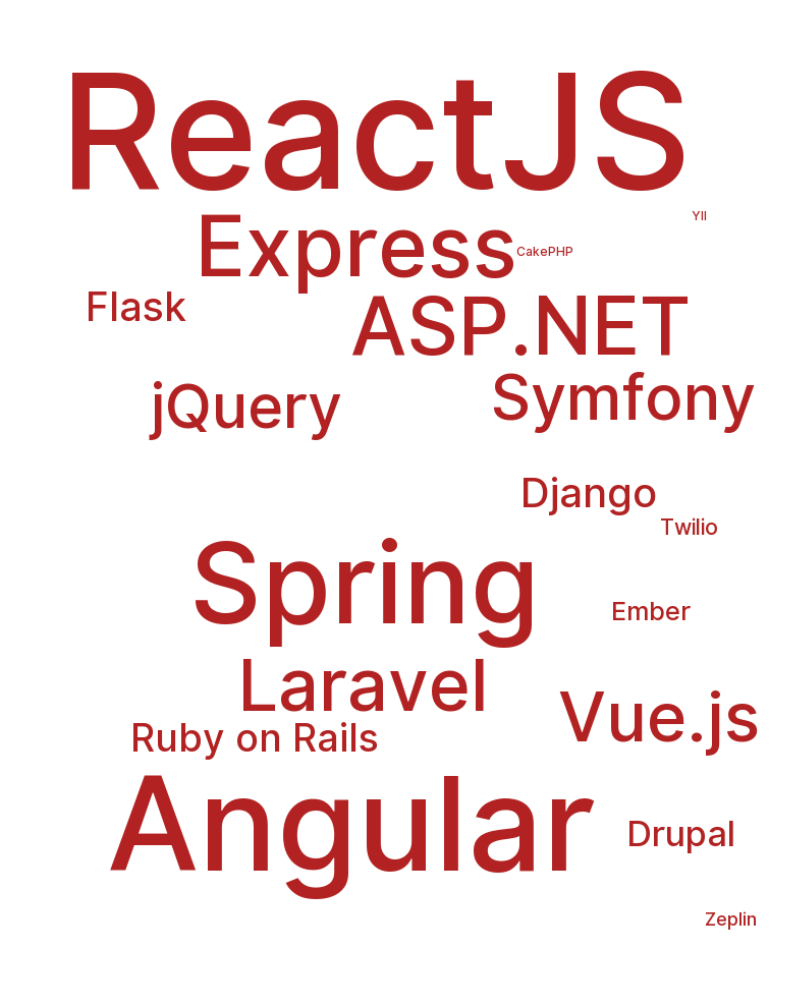 ReactJS
YII
Express
CakePHP
Flask
ASP.NET
jQuery
Symfony
Django
Twilio
Spring
Ember
Laravel
Vue.js
Ruby on Rails
Angular
Drupal
Zeplin